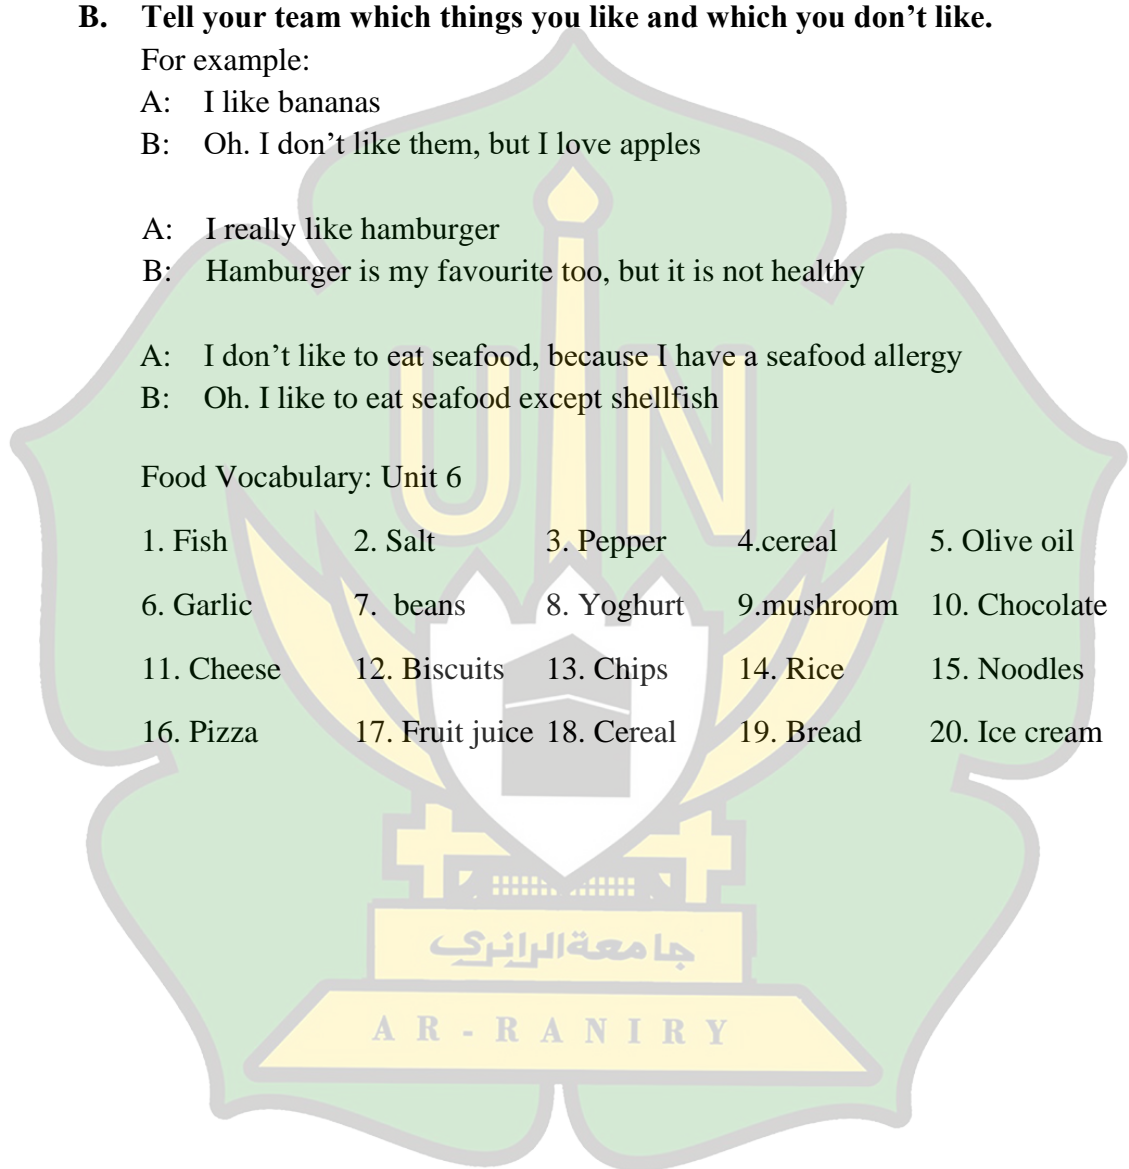 B. Tell your team which things you like and which you don’t like.
For example:
A: I like bananas
B: Oh. I don’t like them, but I love apples
A: I really like hamburger
B: Hamburger is my favourite too, but it is not healthy
A: I don’t like to eat seafood, because I have a seafood allergy
B: Oh. I like to eat seafood except shellfish
UIN
Food Vocabulary: Unit 6
1. Fish 2. Salt 3. Pepper 4.cereal 5. Olive oil
6. Garlic 7. beans 8. Yoghurt 9.mushroom 10. Chocolate
11. Cheese 12. Biscuits 13. Chips 14. Rice 15. Noodles
16. Pizza 17. Fruit juice 18. Cereal 19. Bread 20. Ice cream
جامعة الرانري
AR-RANIRY